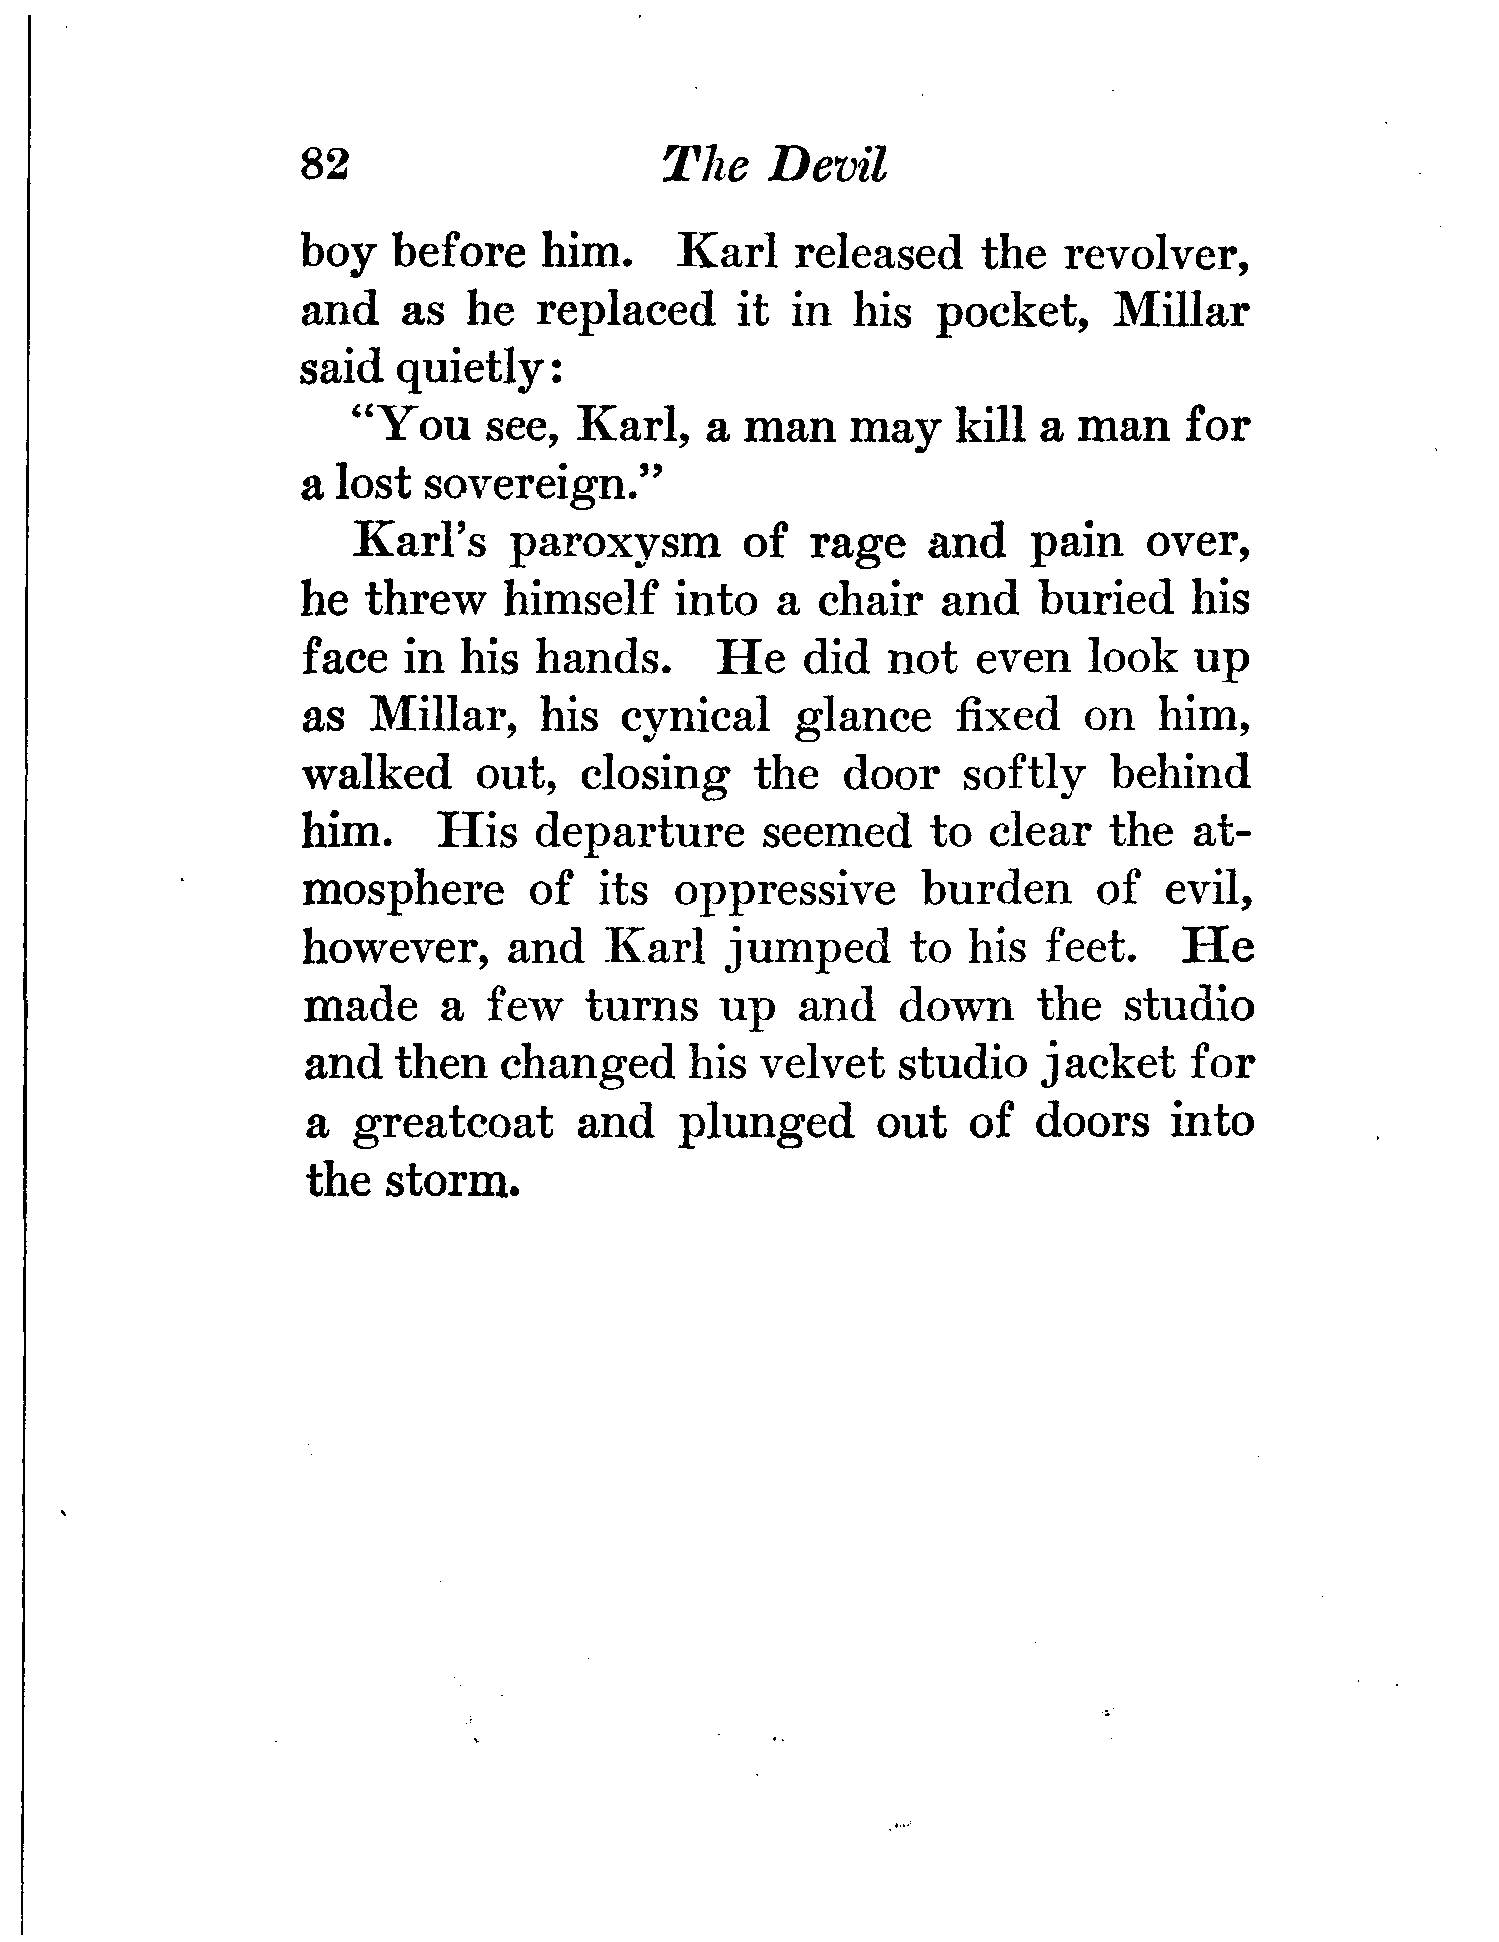 82 The Devil
boy before him. Karl released the revolver,
and as he replaced it in his pocket, Millar
said quietly:
“You see, Karl, a man may kill a man for
a lost sovereign.”
Karl’s paroxysm of rage and pain over,
he threw himself into a chair and buried his
face in his hands. He did not even look up
as Millar, his cynical glance fixed on him,
walked out, closing the door softly behind
him. His departure seemed to clear the at-
mosphere of its oppressive burden of evil,
however, and Karl jumped to his feet. He
made a few turns up and down the studio
and then changed his velvet studio jacket for
a greatcoat and plunged out of doors into
the storm.